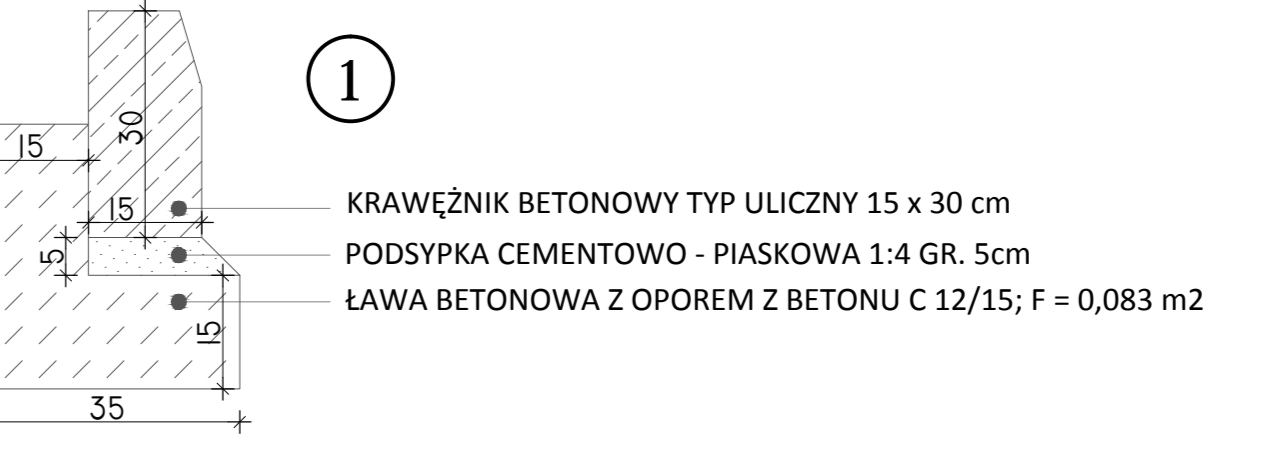 1
30
15
15
KRAWĘŻNIK BETONOWY TYP ULICZNY 15 x 30 cm
5
PODSYPKA CEMENTOWO - PIASKOWA 1:4 GR. 5cm
ŁAWA BETONOWA Z OPOREM Z BETONU C 12/15; F = 0,083 m2
15
35